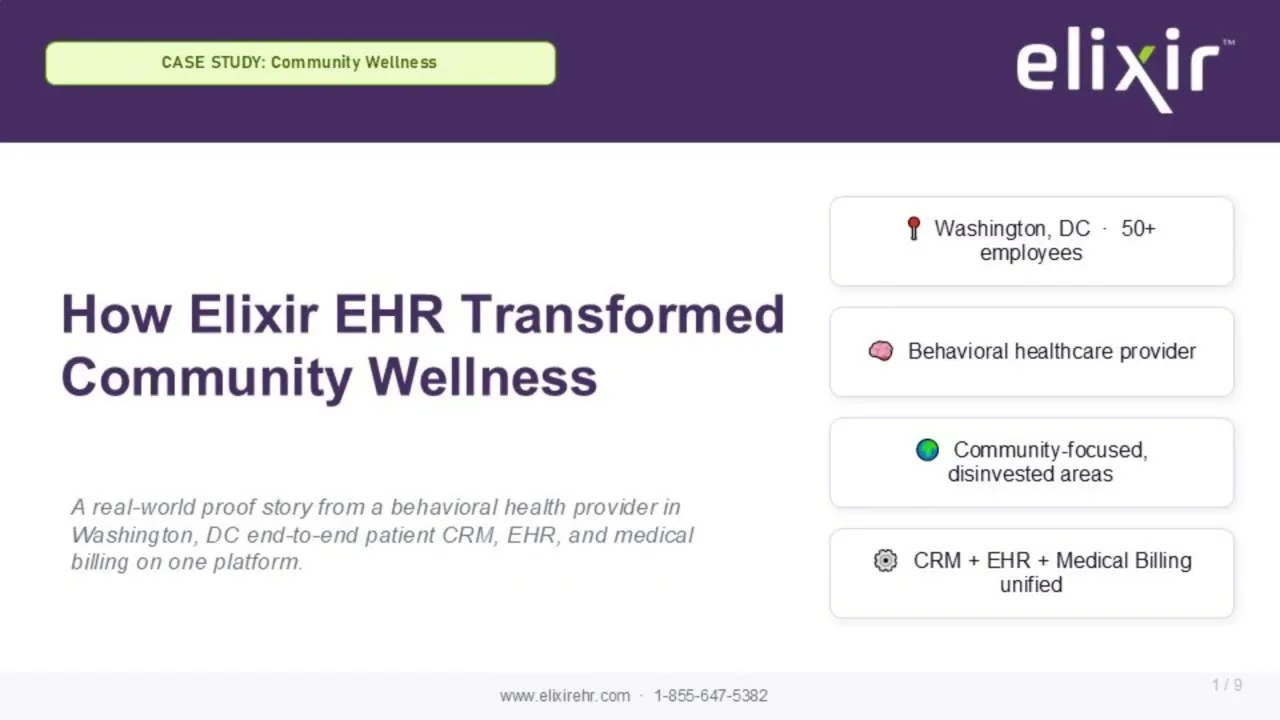 CASE STUDY: Community Wellness
elixir™
How Elixir EHR Transformed
Community Wellness
A real-world proof story from a behavioral health provider in
Washington, DC end-to-end patient CRM, EHR, and medical
billing on one platform.
Washington, DC · 50+
employees
Behavioral healthcare provider
Community-focused,
disinvested areas
CRM + EHR + Medical Billing
unified
www.elixirehr.com · 1-855-647-5382
1 / 9